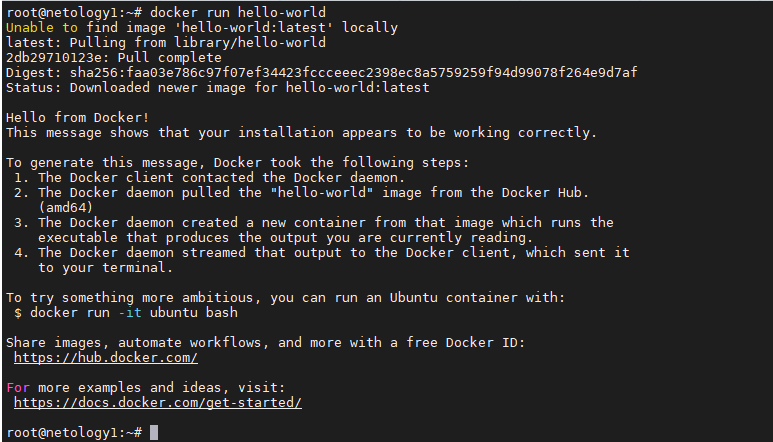 root@netology1:~# docker run hello-world
Unable to find image 'hello-world:latest' locally
latest: Pulling from library/hello-world
2db29710123e: Pull complete
Digest: sha256:faa03e786c97f07ef34423fccceeec2398ec8a5759259f94d99078f264e9d7af
Status: Downloaded newer image for hello-world:latest

Hello from Docker!
This message shows that your installation appears to be working correctly.

To generate this message, Docker took the following steps:
 1. The Docker client contacted the Docker daemon.
 2. The Docker daemon pulled the "hello-world" image from the Docker Hub.
    (amd64)
 3. The Docker daemon created a new container from that image which runs the
    executable that produces the output you are currently reading.
 4. The Docker daemon streamed that output to the Docker client, which sent it
    to your terminal.

To try something more ambitious, you can run an Ubuntu container with:
 $ docker run -it ubuntu bash

Share images, automate workflows, and more with a free Docker ID:
 https://hub.docker.com/

For more examples and ideas, visit:
 https://docs.docker.com/get-started/

root@netology1:~#